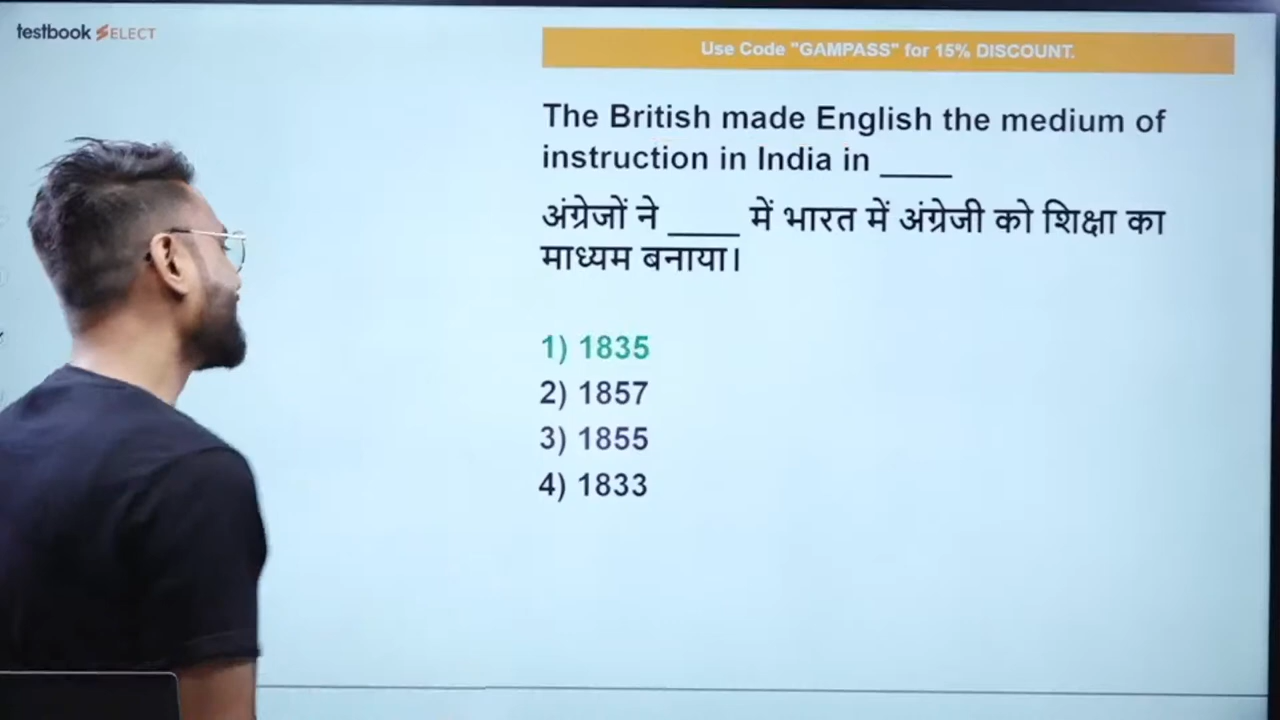 testbook SELECT
Use Code "GAMPASS" for 15% DISCOUNT.
The British made English the medium of
instruction in India in ____
अंग्रेजों ने ____ में भारत में अंग्रेजी को शिक्षा का
माध्यम बनाया।
1) 1835
2) 1857
3) 1855
4) 1833